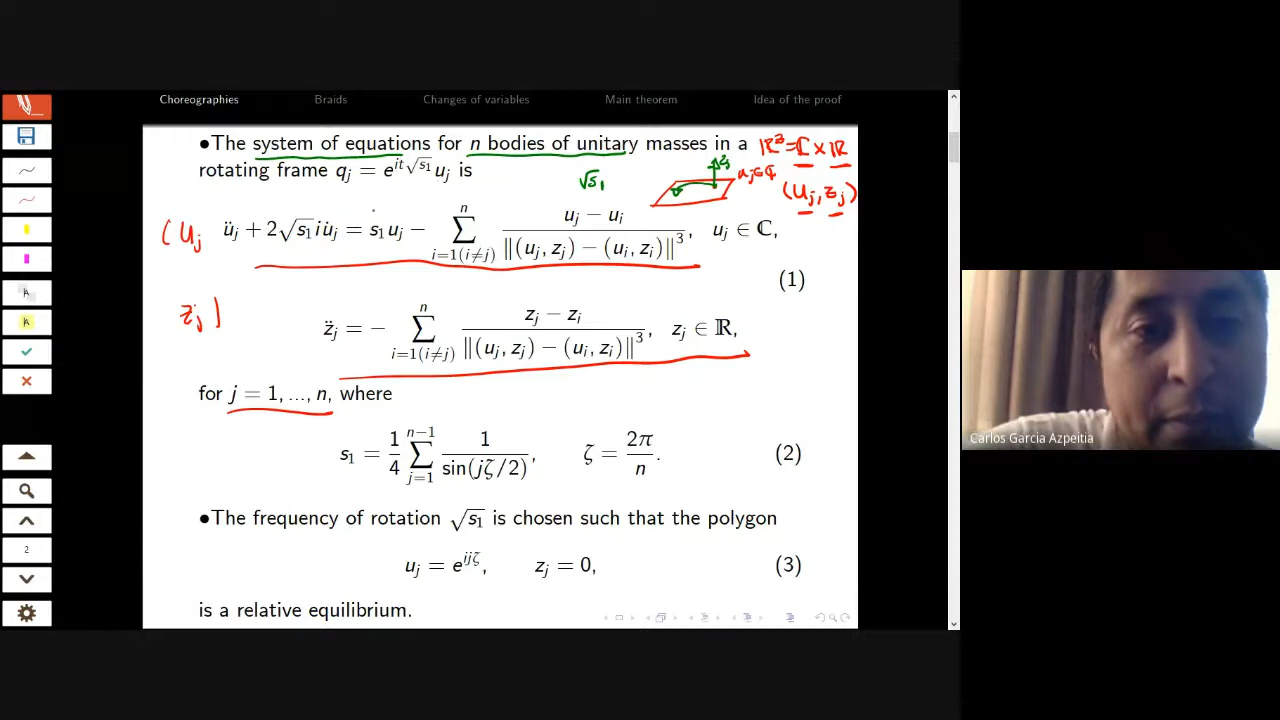 Choreographies Braids Changes of variables Main theorem Idea of the proof
•The system of equations for n bodies of unitary masses in a
rotating frame q_j = e^{it√s_1} u_j is
ℝ³ = ℂ × ℝ
(u_j, z_j)
√s_1
z_j
u_j ∈ ℂ
(u_j
ü_j + 2√s_1 i u̇_j = s_1 u_j − ∑_{i=1(i≠j)}^{n} (u_j − u_i) / ‖(u_j, z_j) − (u_i, z_i)‖³, u_j ∈ ℂ,
(1)
z_j)
z̈_j = − ∑_{i=1(i≠j)}^{n} (z_j − z_i) / ‖(u_j, z_j) − (u_i, z_i)‖³, z_j ∈ ℝ,
for j = 1, ..., n, where
s_1 = 1/4 ∑_{j=1}^{n−1} 1 / sin(jζ/2), ζ = 2π/n. (2)
•The frequency of rotation √s_1 is chosen such that the polygon
u_j = e^{ijζ}, z_j = 0, (3)
is a relative equilibrium.
2
Carlos Garcia Azpeitia